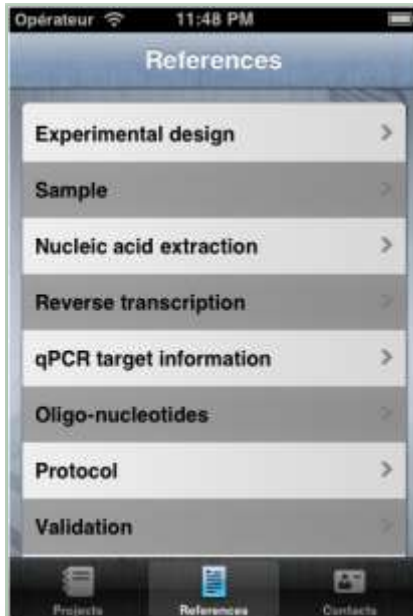 Opérateur 11:48 PM
References
Experimental design
Sample
Nucleic acid extraction
Reverse transcription
qPCR target information
Oligo-nucleotides
Protocol
Validation
Projects References Contacts